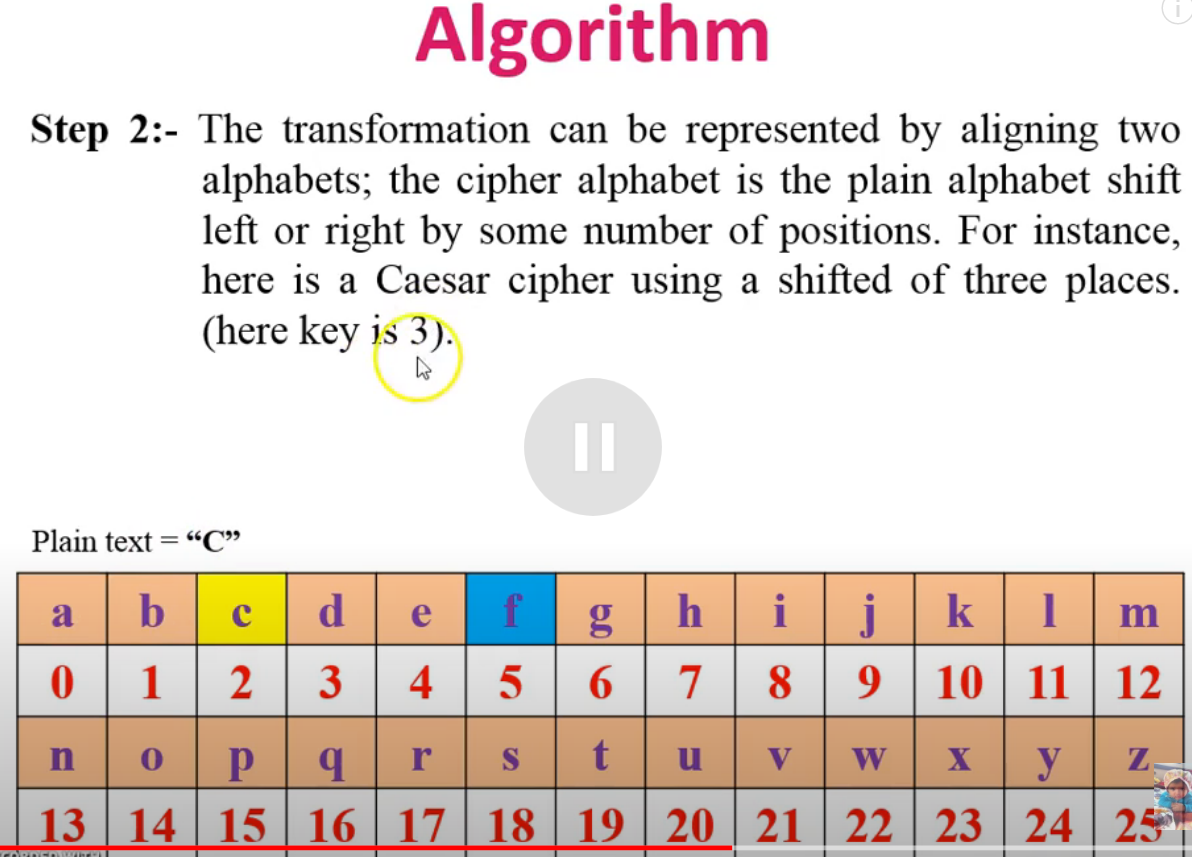 Algorithm
Step 2:- The transformation can be represented by aligning two
alphabets; the cipher alphabet is the plain alphabet shift
left or right by some number of positions. For instance,
here is a Caesar cipher using a shifted of three places.
(here key is 3).
Plain text = “C”
a b c d e f g h i j k l m
0 1 2 3 4 5 6 7 8 9 10 11 12
n o p q r s t u v w x y z
13 14 15 16 17 18 19 20 21 22 23 24 25